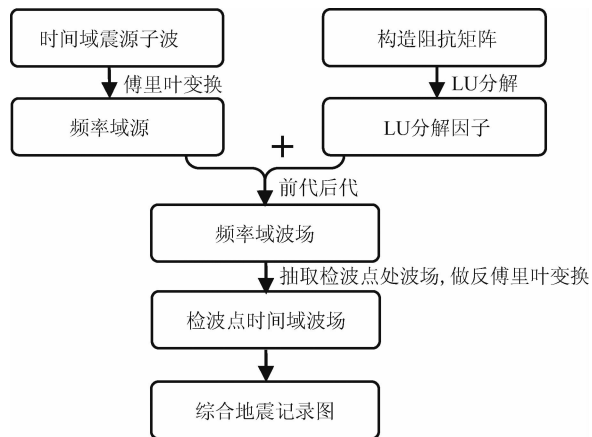 时间域震源子波
构造阻抗矩阵
傅里叶变换
LU分解
频率域源
LU分解因子
+
前代后代
频率域波场
抽取检波点处波场,做反傅里叶变换
检波点时间域波场
综合地震记录图